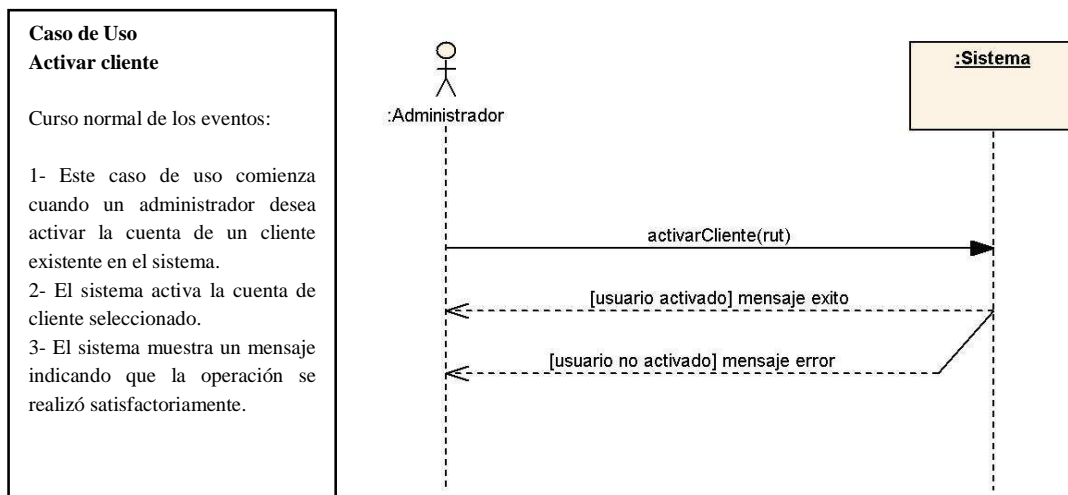 Caso de Uso
Activar cliente
Curso normal de los eventos:
1- Este caso de uso comienza
cuando un administrador desea
activar la cuenta de un cliente
existente en el sistema.
2- El sistema activa la cuenta de
cliente seleccionado.
3- El sistema muestra un mensaje
indicando que la operación se
realizó satisfactoriamente.
:Administrador
:Sistema
activarCliente(rut)
[usuario activado] mensaje exito
[usuario no activado] mensaje error